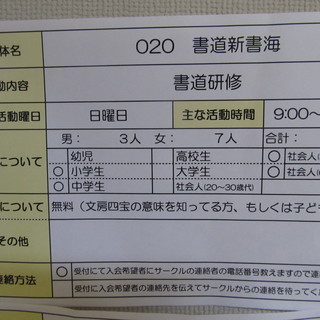 体名 020 書道新書海
動内容 書道研修
活動曜日 日曜日 主な活動時間 9:00～
男： 3人 女： 7人 合計：
について 幼児 高校生 ○ 社会人(
○ 小学生 大学生 ○ 社会人(
○ 中学生 社会人(20～30歳代)
について 無料（文房四宝の意味を知ってる方、もしくは子ども
その他
連絡方法 ○ 受付にて入会希望者にサークルの連絡者の電話番号教えますので連
受付にて入会希望者の連絡先を伝えてサークルからの連絡を待ってくだ